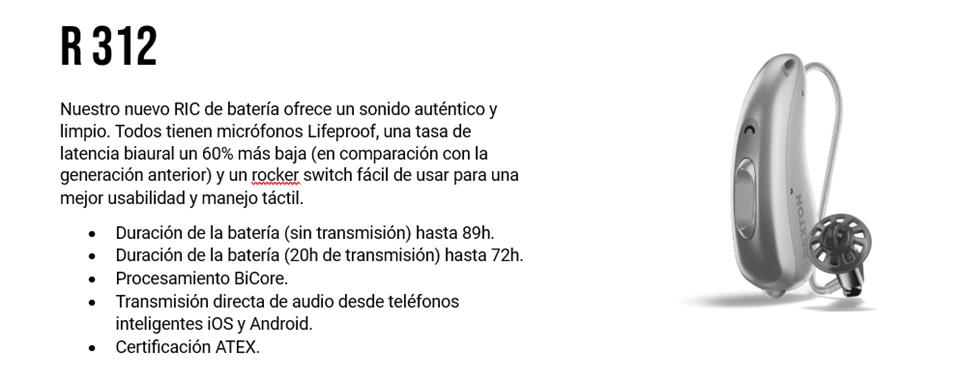 R 312
Nuestro nuevo RIC de batería ofrece un sonido auténtico y
limpio. Todos tienen micrófonos Lifeproof, una tasa de
latencia biaural un 60% más baja (en comparación con la
generación anterior) y un rocker switch fácil de usar para una
mejor usabilidad y manejo táctil.
• Duración de la batería (sin transmisión) hasta 89h.
• Duración de la batería (20h de transmisión) hasta 72h.
• Procesamiento BiCore.
• Transmisión directa de audio desde teléfonos
inteligentes iOS y Android.
• Certificación ATEX.